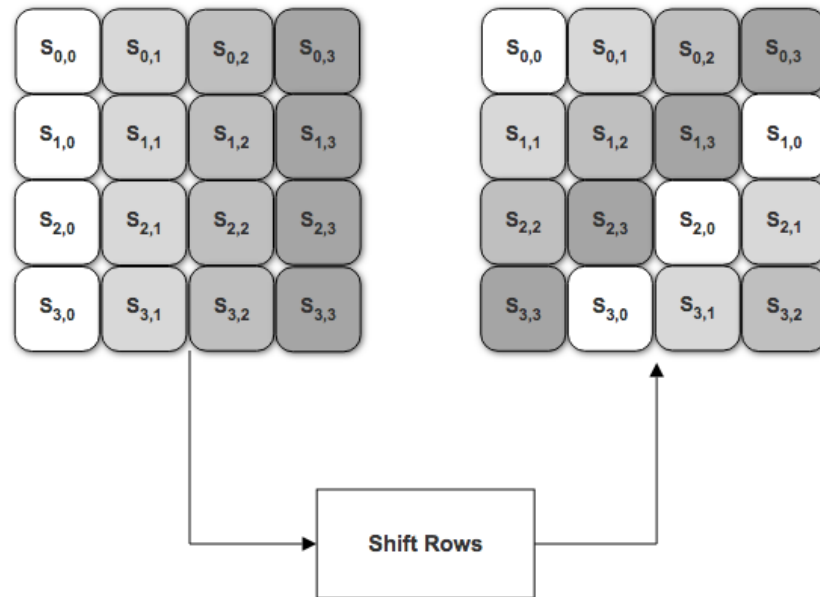 S0,0 S0,1 S0,2 S0,3 S0,0 S0,1 S0,2 S0,3
S1,0 S1,1 S1,2 S1,3 S1,1 S1,2 S1,3 S1,0
S2,0 S2,1 S2,2 S2,3 S2,2 S2,3 S2,0 S2,1
S3,0 S3,1 S3,2 S3,3 S3,3 S3,0 S3,1 S3,2
Shift Rows